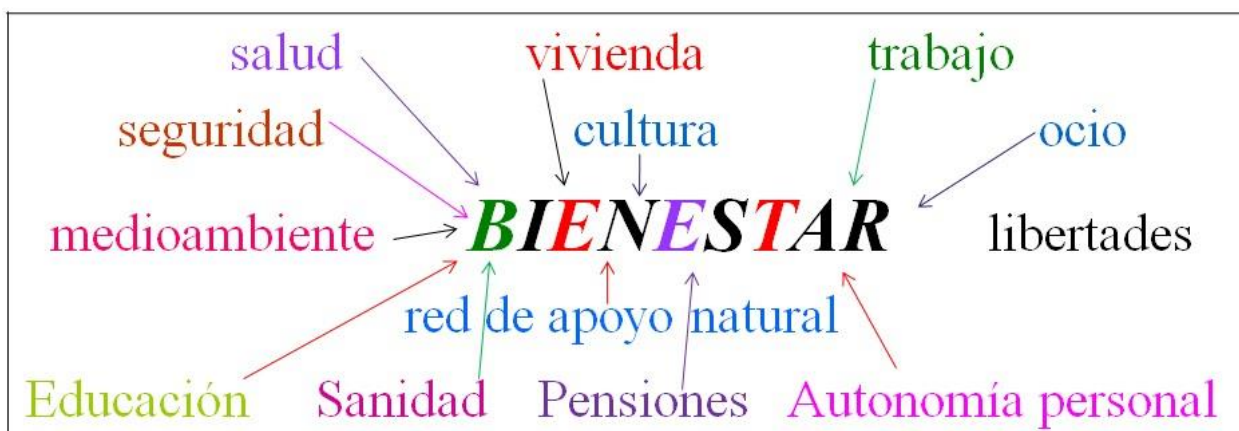 salud vivienda trabajo
seguridad cultura ocio
medioambiente BIENESTAR libertades
red de apoyo natural
Educación Sanidad Pensiones Autonomía personal